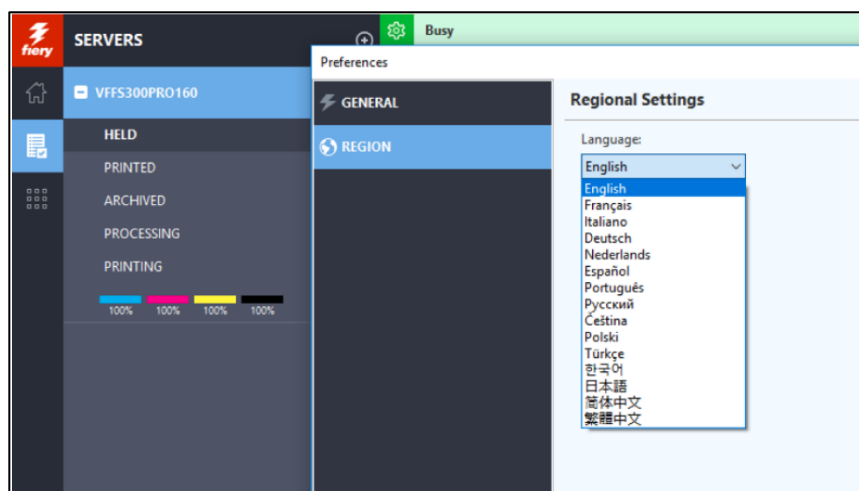 fiery
SERVERS
Busy
Preferences
VFFS300PRO160
HELD
PRINTED
ARCHIVED
PROCESSING
PRINTING
100% 100% 100% 100%
GENERAL
REGION
Regional Settings
Language:
English
English
Français
Italiano
Deutsch
Nederlands
Español
Português
Русский
Čeština
Polski
Türkçe
한국어
日本語
简体中文
繁體中文